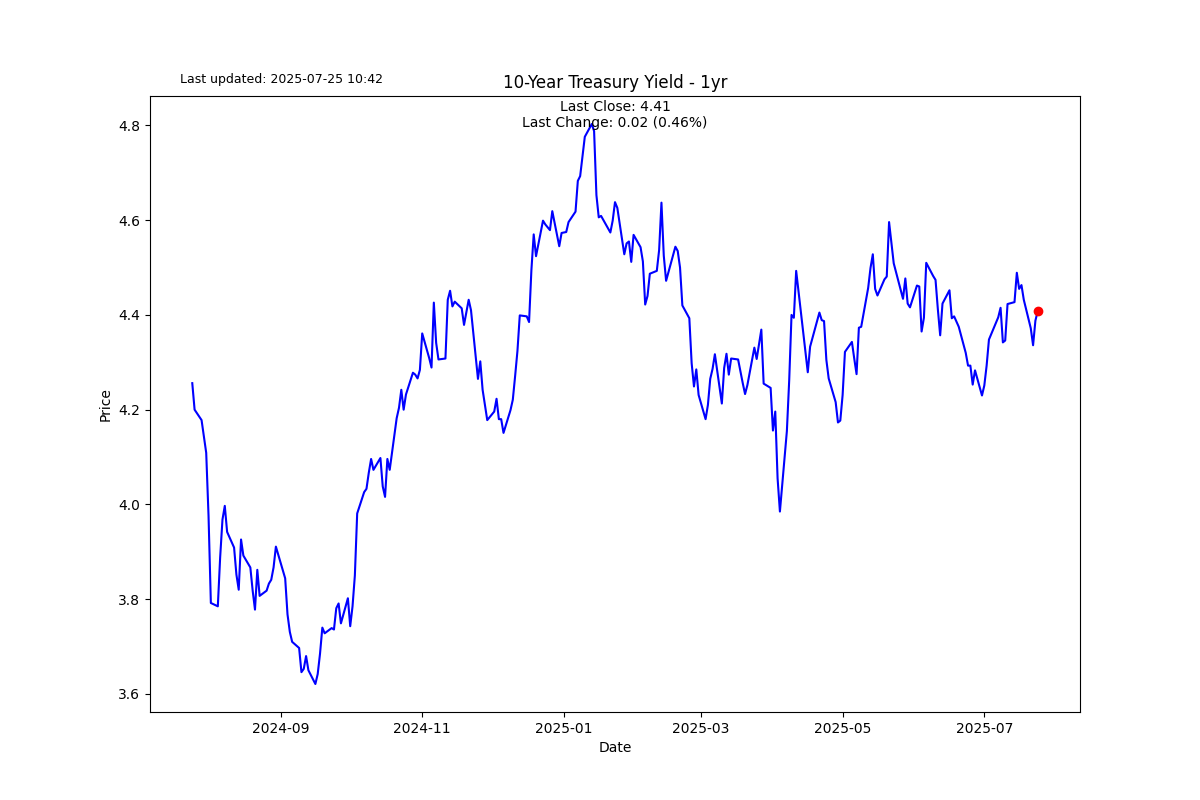 Last updated: 2025-07-25 10:42
10-Year Treasury Yield - 1yr
Last Close: 4.41
Last Change: 0.02 (0.46%)
Price
4.8
4.6
4.4
4.2
4.0
3.8
3.6
2024-09
2024-11
2025-01
2025-03
2025-05
2025-07
Date